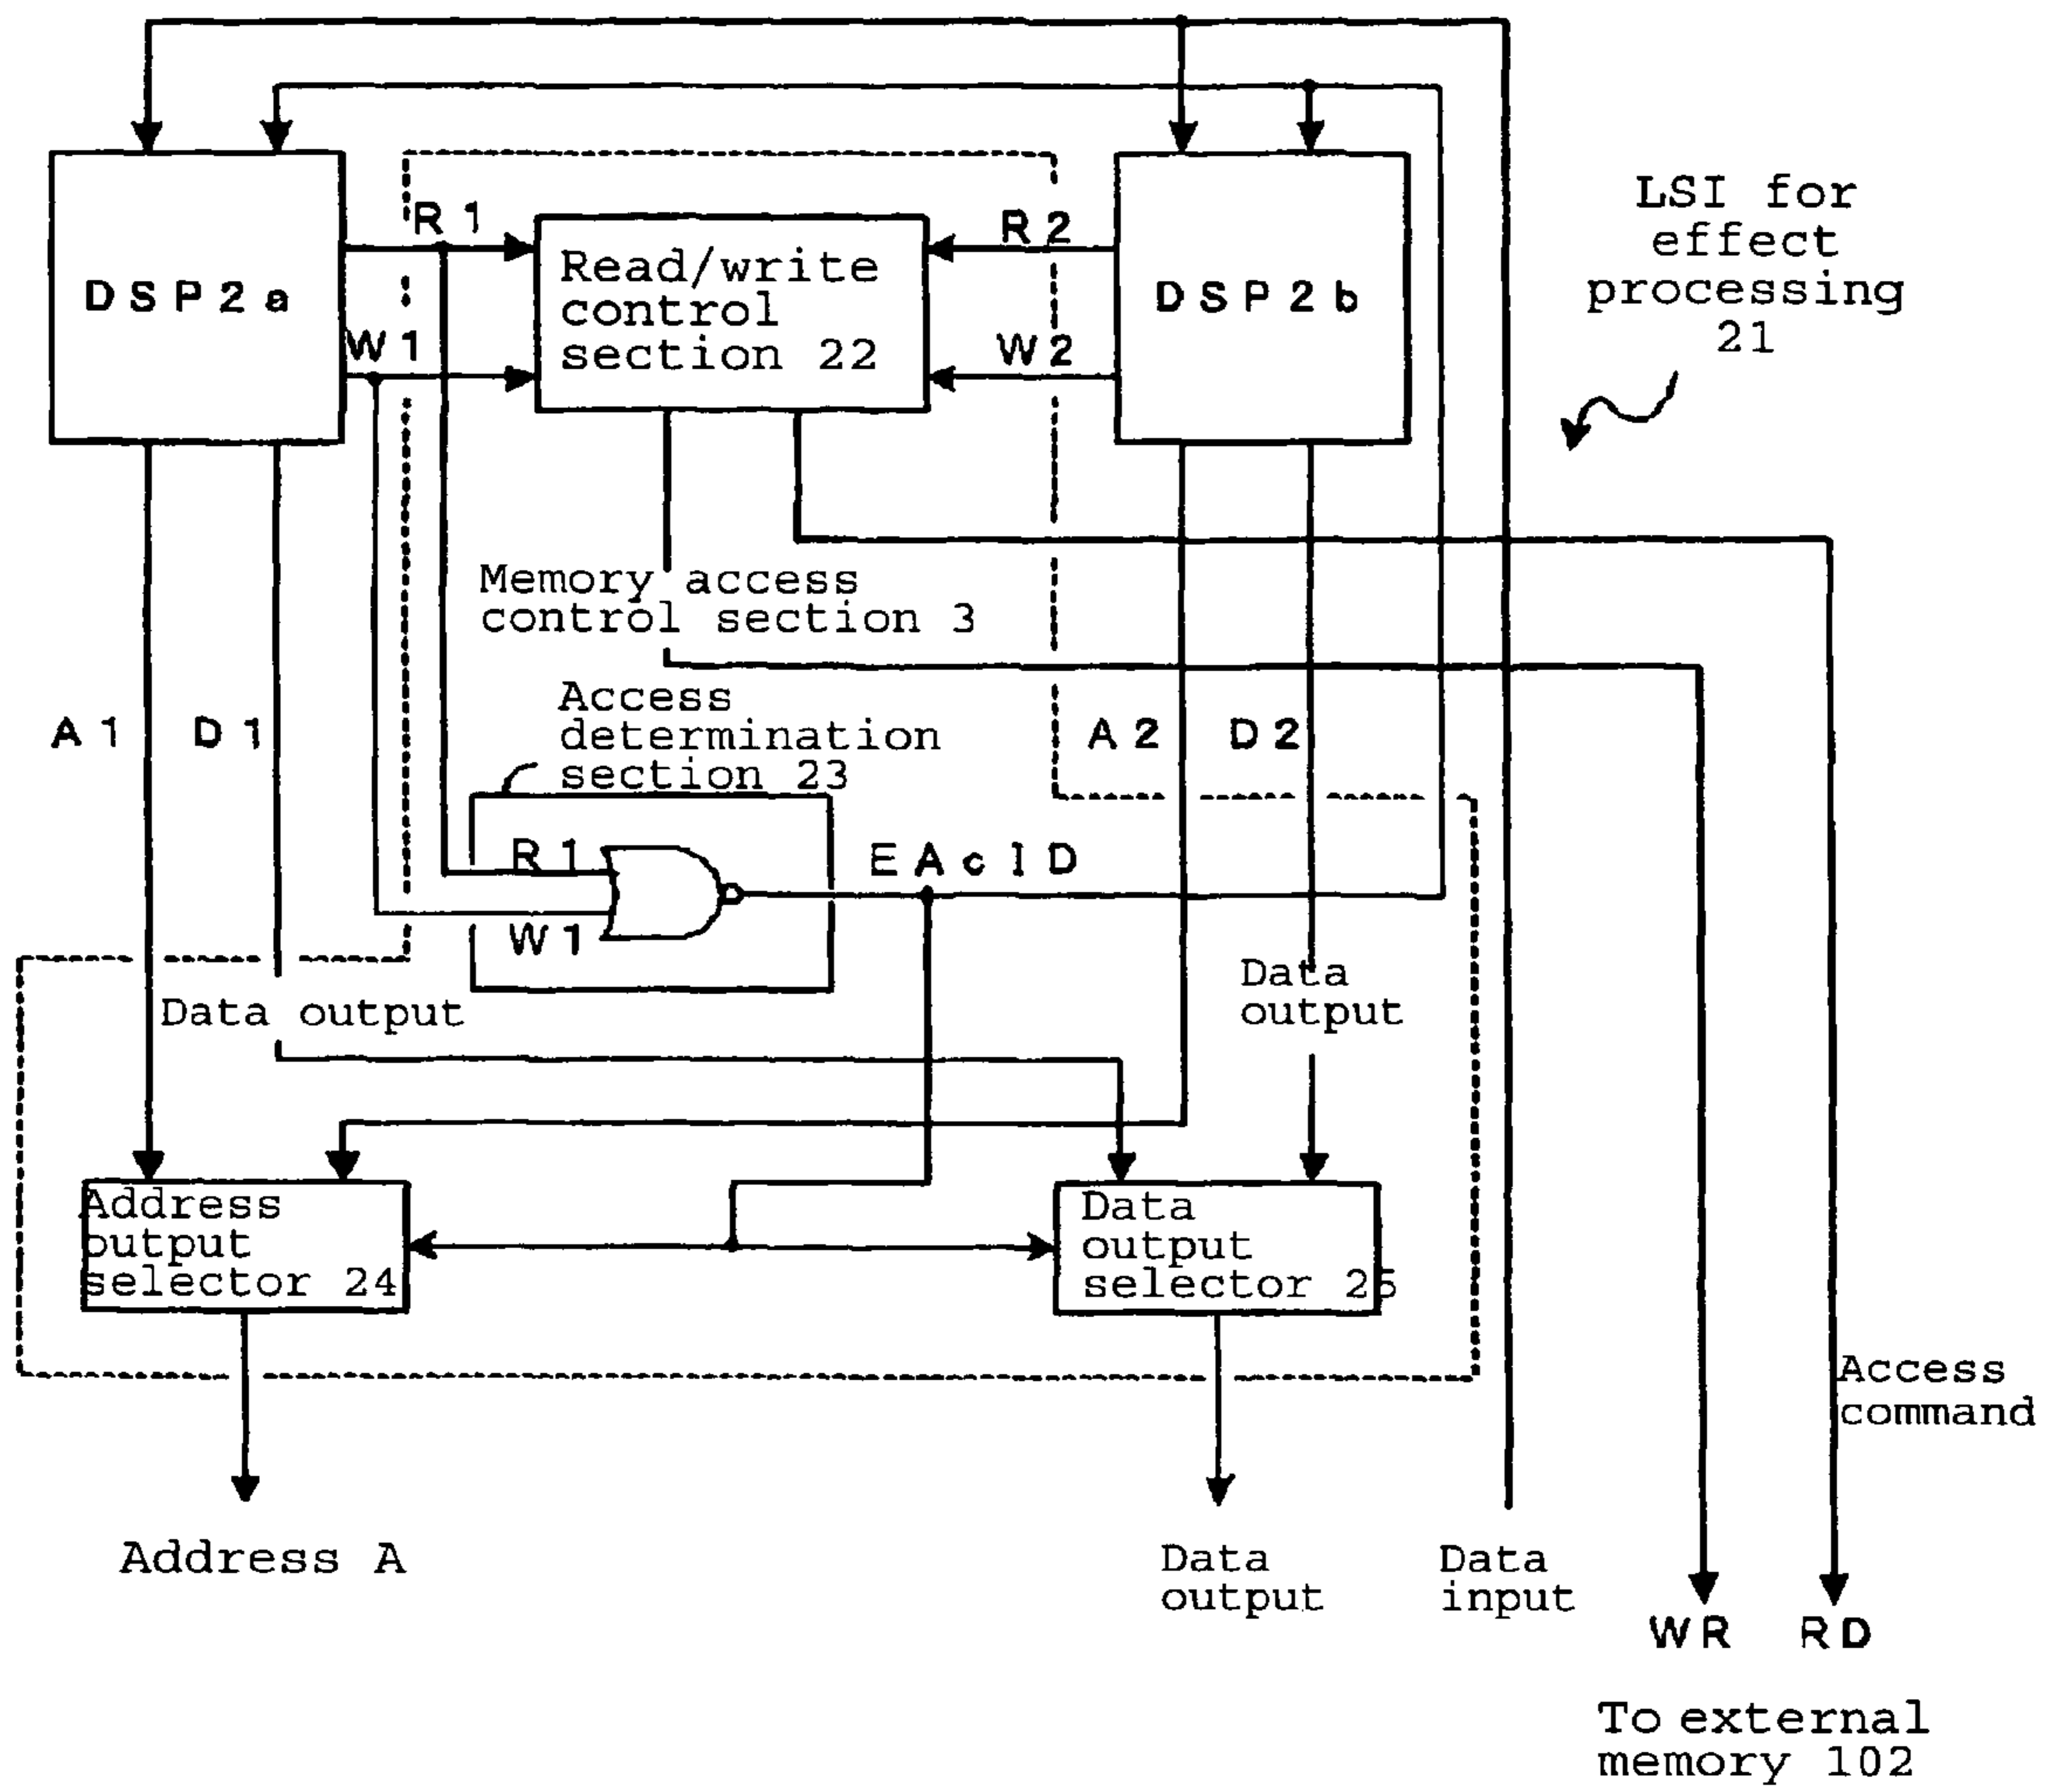 LSI for
effect
processing
21
R1
R2
DSP2a
Read/write
control
section 22
DSP2b
W1
W2
Memory access
control section 3
Access
determination
section 23
A1
D1
A2
D2
R1
EAcID
W1
Data output
Data
output
Address
output
selector 24
Data
output
selector 25
Access
command
Address A
Data
output
Data
input
WR
RD
To external
memory 102